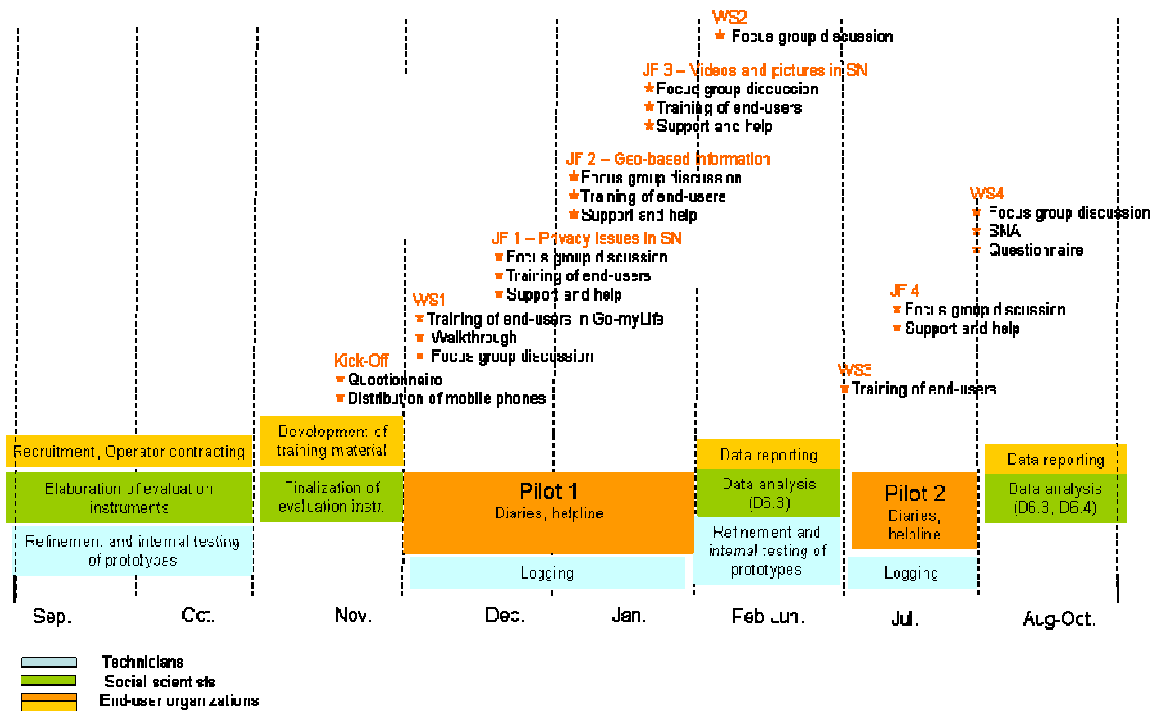 WS2
Focus group discussion
JF 3 – Videos and pictures in SN
Focus group discussion
Training of end-users
Support and help
JF 2 – Geo-based Information
Focus group discussion
Training of end-users
Support and help
WS4
Focus group discussion
SNA
Questionnaire
JF 1 – Privacy Issues in SN
Focus group discussion
Training of end-users
Support and help
WS1
Training of end-users in Go-myLife
Walkthrough
Focus group discussion
JF 4
Focus group discussion
Support and help
Kick-Off
Questionnaire
Distribution of mobile phones
WS3
Training of end-users
Recruitment, Operator contracting
Development of
training material
Data reporting
Data reporting
Elaboration of evaluation
instruments
Finalization of
evaluation instr.
Pilot 1
Diaries, helpline
Data analysis
(D6.3)
Pilot 2
Diaries,
helpline
Data analysis
(D6.3, D6.4)
Refinement and internal testing
of prototypes
Logging
Refinement and
internal testing of
prototypes
Logging
Sep.
Oct.
Nov.
Dec.
Jan.
Feb-Jun.
Jul.
Aug-Oct.
Technicians
Social scientists
End-user organizations